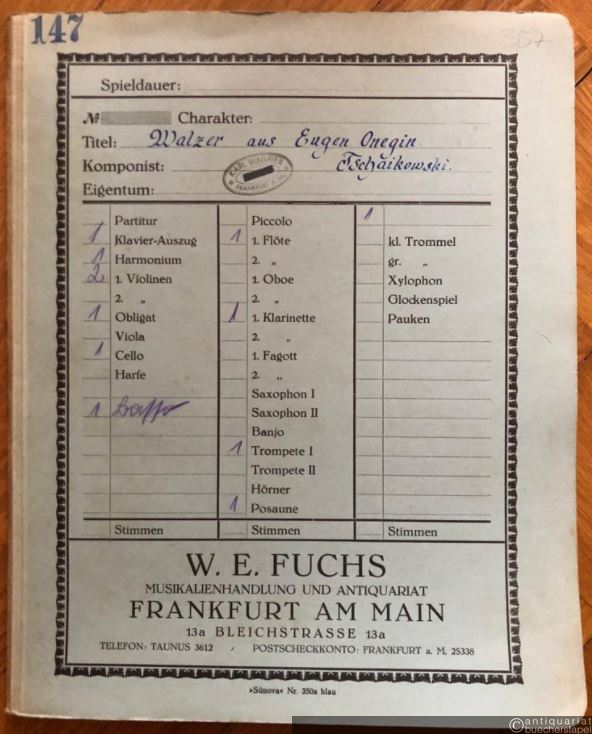 147
357
Spieldauer:
№ Charakter:
Titel: Walzer aus Eugen Onegin
Komponist: Tschaikowski.
KARL WAGNER
FRANKFURT A. M.
Eigentum:
Partitur
1 Klavier-Auszug
1 Harmonium
2 1. Violinen
2. „
1 Obligat
Viola
1 Cello
Harfe
1 Basso
Stimmen
Piccolo
1 1. Flöte
2. „
1. Oboe
2. „
1 1. Klarinette
2. „
1. Fagott
2. „
Saxophon I
Saxophon II
Banjo
1 Trompete I
Trompete II
Hörner
1 Posaune
Stimmen
1
kl. Trommel
gr. „
Xylophon
Glockenspiel
Pauken
Stimmen
W. E. FUCHS
MUSIKALIENHANDLUNG UND ANTIQUARIAT
FRANKFURT AM MAIN
13a BLEICHSTRASSE 13a
TELEFON: TAUNUS 3612 / POSTSCHECKKONTO: FRANKFURT a. M. 25338
»Sünova« Nr. 350a blau
©antiquariat
buecherstapel